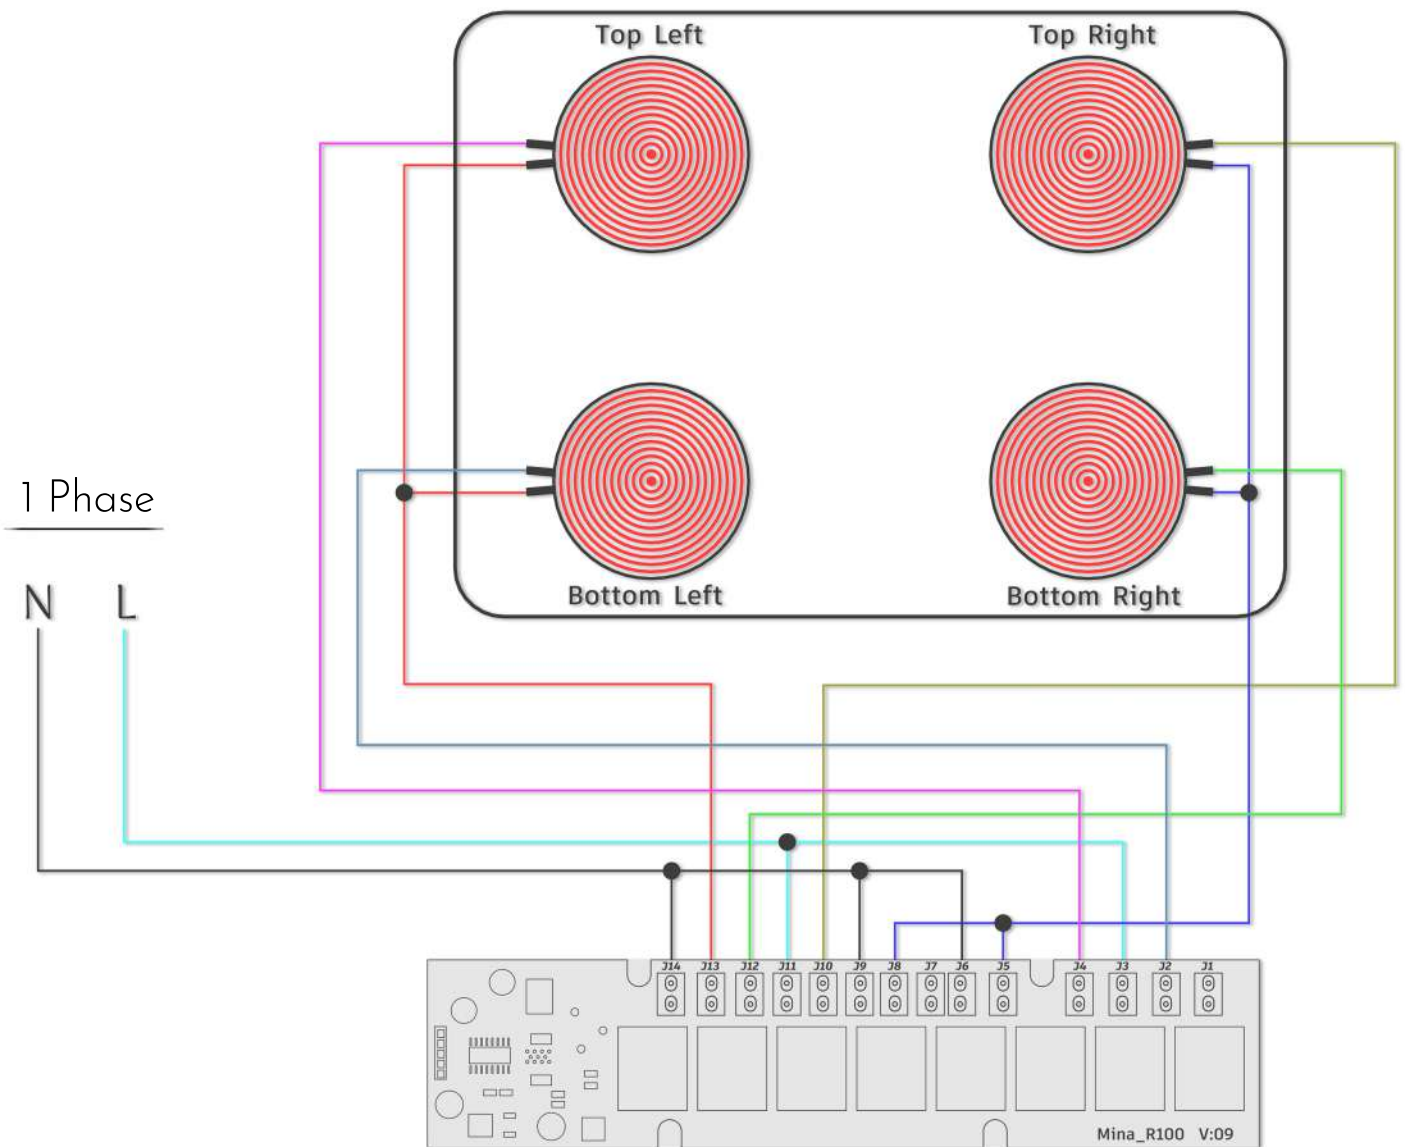 Top Left
Top Right
1 Phase
N
L
Bottom Left
Bottom Right
J14
J13
J12
J11
J10
J9
J8
J7
J6
J5
J4
J3
J2
J1
Mina_R100 V:09